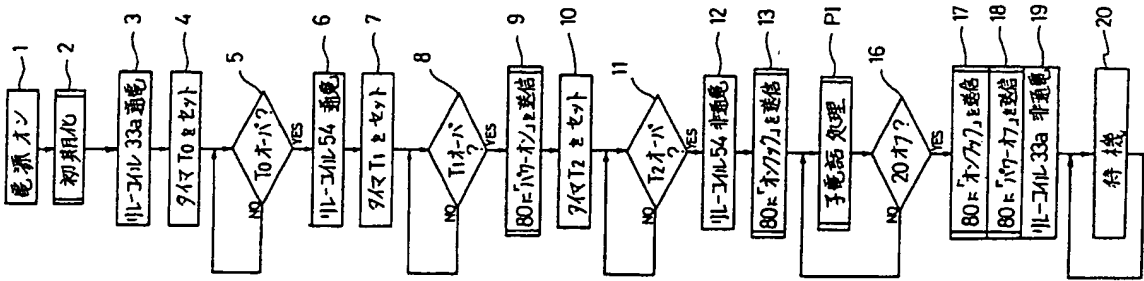 電源オン
1
初期化
2
リレーコイル33a通電
3
タイマT0をセット
4
T0オーバ?
5
NO
YES
リレーコイル54通電
6
タイマT1をセット
7
T1オーバ
?
8
NO
YES
80に「パワーオン」を送信
9
タイマT2をセット
10
T2オーバ
?
11
NO
YES
リレーコイル54非通電
12
80に「オンフック」を送信
13
子電話処理
P1
20オフ?
16
NO
YES
80に「オンフック」を送信
17
80に「パワーオフ」を送信
18
リレーコイル33a非通電
19
待機
20